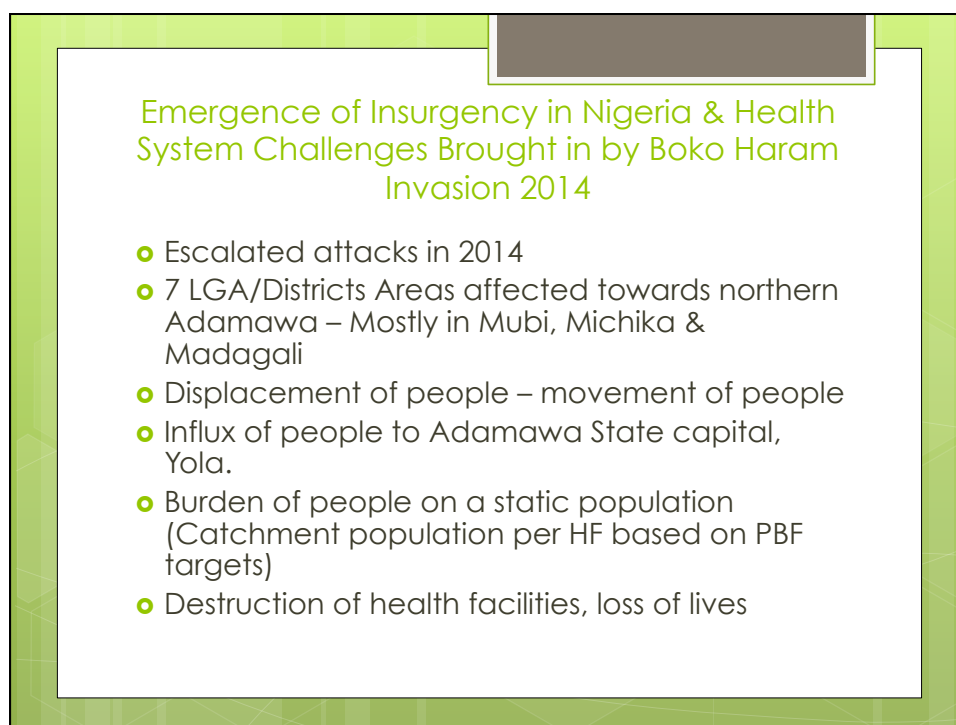 Emergence of Insurgency in Nigeria & Health
System Challenges Brought in by Boko Haram
Invasion 2014
Escalated attacks in 2014
7 LGA/Districts Areas affected towards northern
Adamawa – Mostly in Mubi, Michika &
Madagali
Displacement of people – movement of people
Influx of people to Adamawa State capital,
Yola.
Burden of people on a static population
(Catchment population per HF based on PBF
targets)
Destruction of health facilities, loss of lives